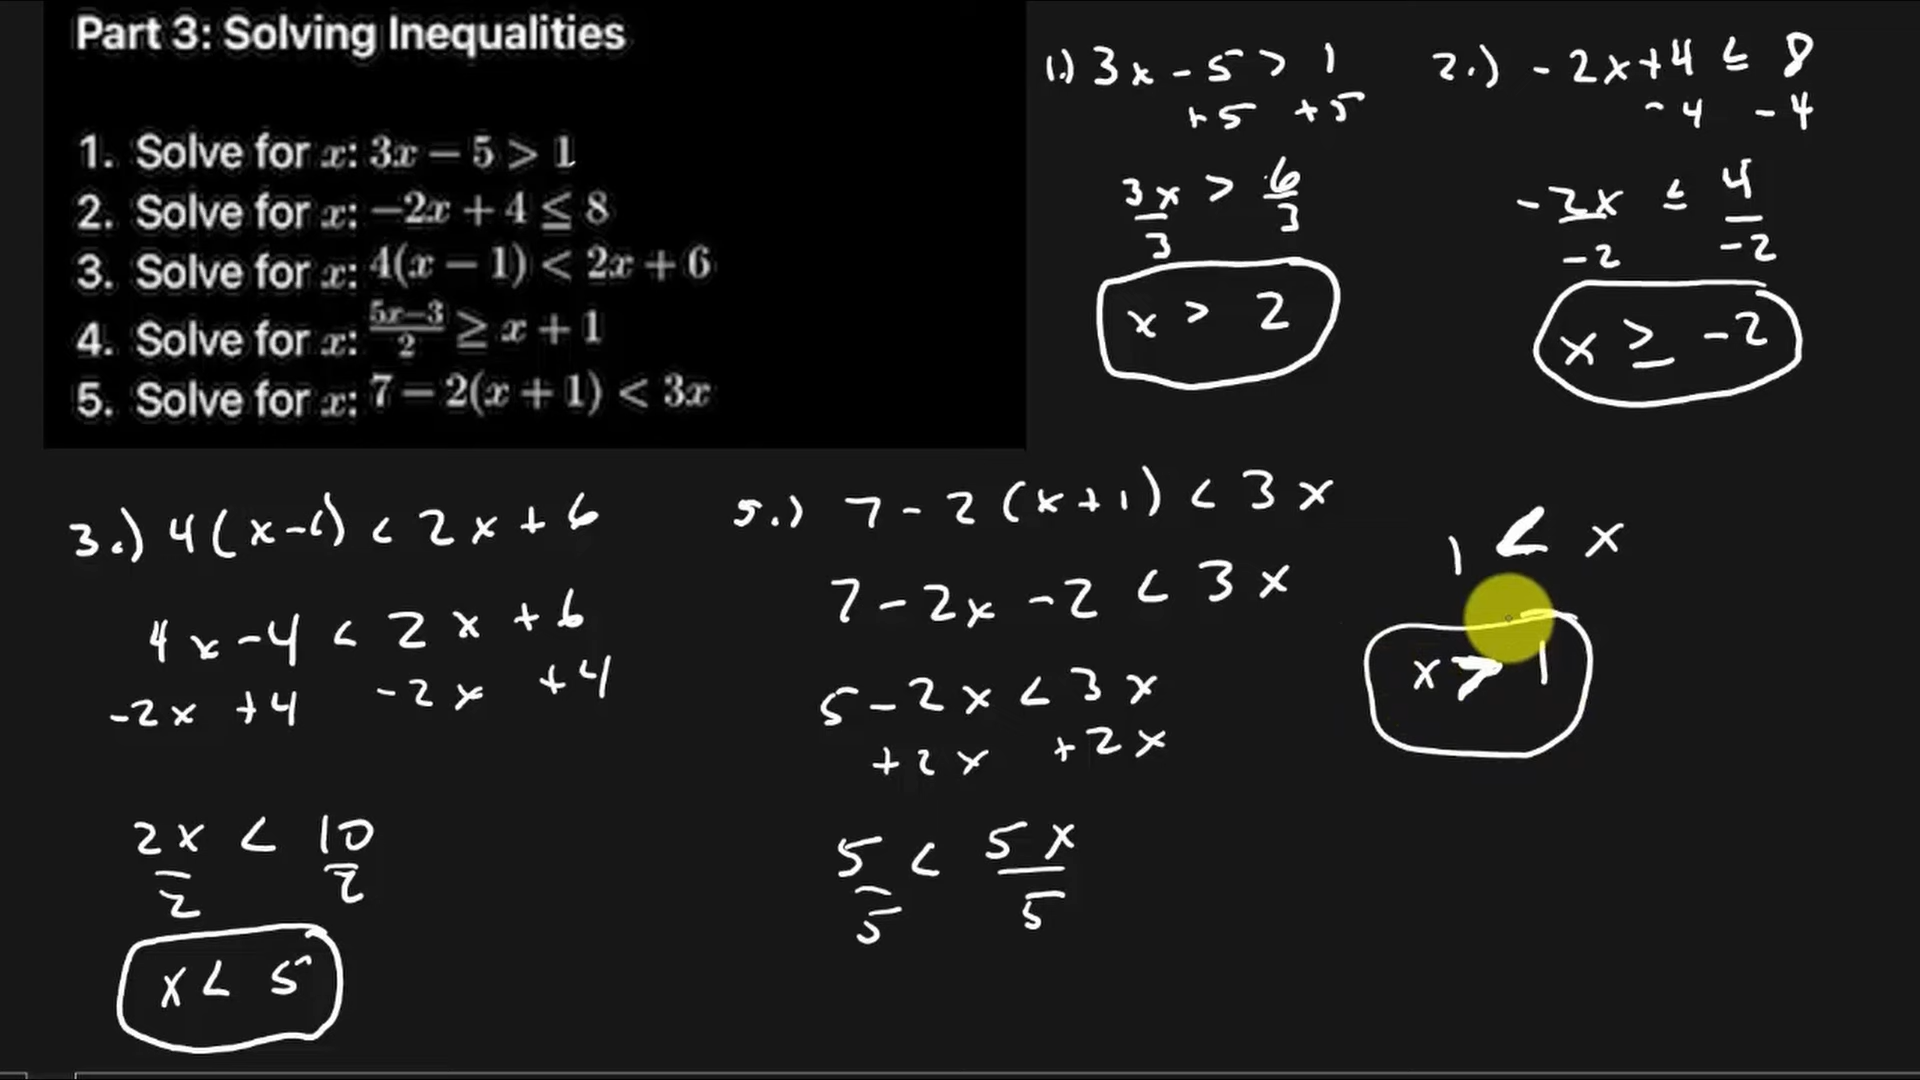 Part 3: Solving Inequalities
1. Solve for x: 3x − 5 > 1
2. Solve for x: −2x + 4 ≤ 8
3. Solve for x: 4(x − 1) < 2x + 6
4. Solve for x: (5x−3)/2 ≥ x + 1
5. Solve for x: 7 − 2(x + 1) < 3x
1.) 3x - 5 > 1
+5 +5
3x/3 > 6/3
x > 2
2.) -2x+4 ≤ 8
-4 -4
-2x/-2 ≤ 4/-2
x ≥ -2
3.) 4(x-1) < 2x + 6
4x-4 < 2x + 6
-2x +4 -2x +4
2x/2 < 10/2
x < 5
5.) 7-2(x+1) < 3x
7-2x-2 < 3x
5-2x < 3x
+2x +2x
5/5 < 5x/5
1 < x
x > 1